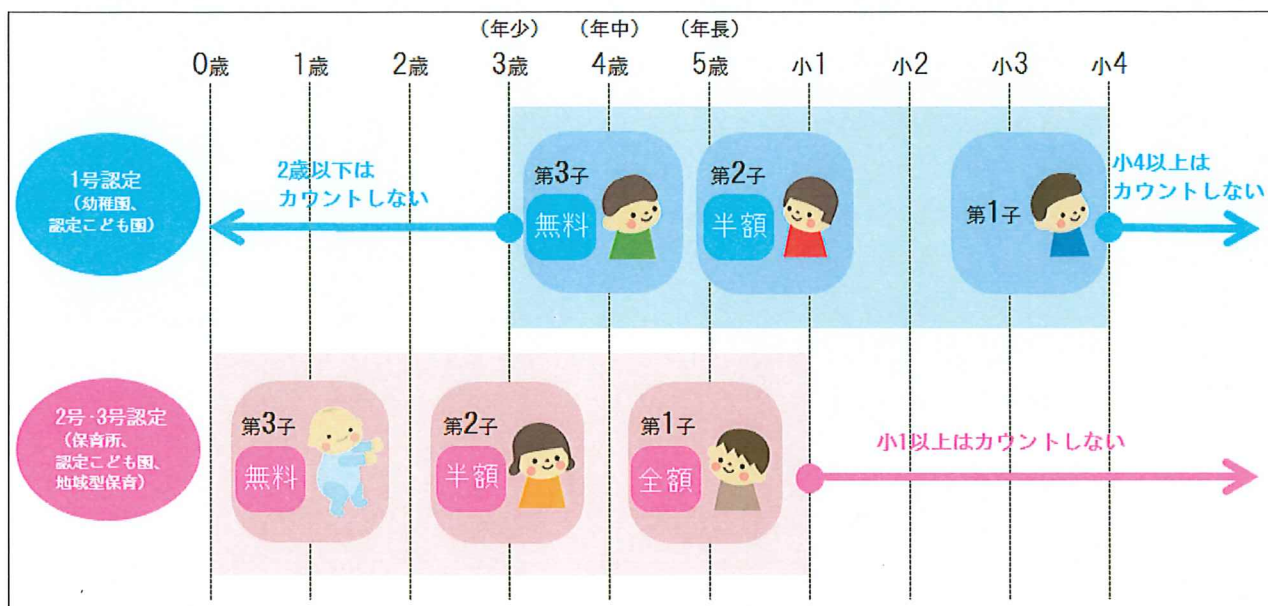 (年少) (年中) (年長)
0歳 1歳 2歳 3歳 4歳 5歳 小1 小2 小3 小4
1号認定
(幼稚園、
認定こども園)
2歳以下は
カウントしない
第3子
無料
第2子
半額
第1子
小4以上は
カウントしない
2号・3号認定
(保育所、
認定こども園、
地域型保育)
第3子
無料
第2子
半額
第1子
全額
小1以上はカウントしない